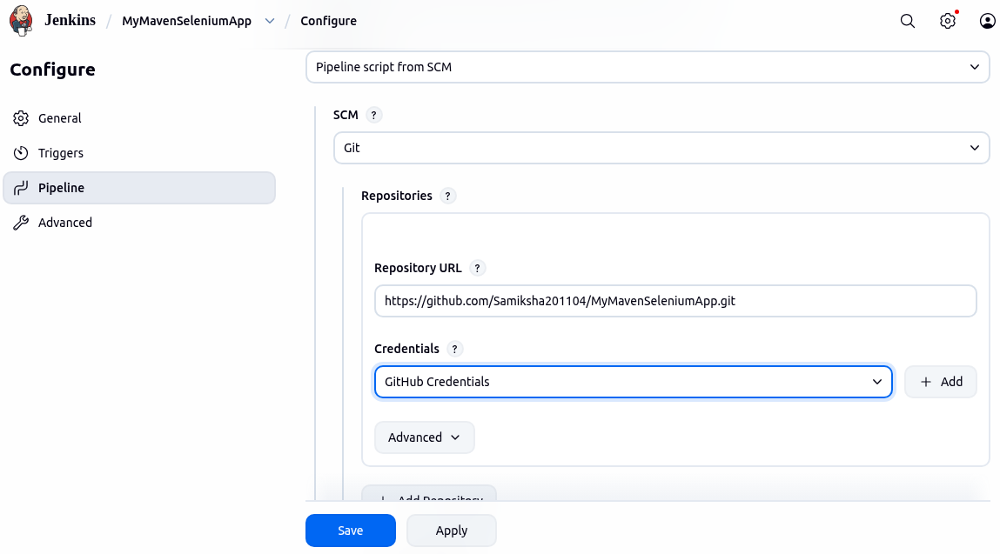 Jenkins / MyMavenSeleniumApp / Configure
Configure
General
Triggers
Pipeline
Advanced
Pipeline script from SCM
SCM ?
Git
Repositories ?
Repository URL ?
https://github.com/Samiksha201104/MyMavenSeleniumApp.git
Credentials ?
GitHub Credentials
+ Add
Advanced
+ Add Repository
Save
Apply